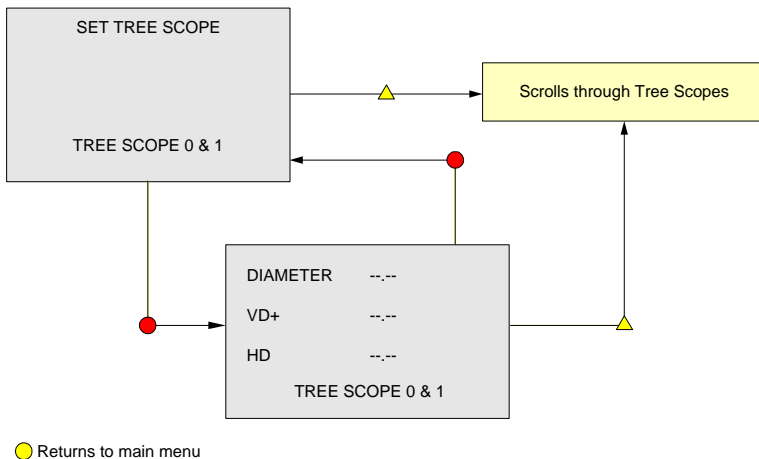 SET TREE SCOPE
TREE SCOPE 0 & 1
Scrolls through Tree Scopes
DIAMETER --.--
VD+ --.--
HD --.--
TREE SCOPE 0 & 1
Returns to main menu